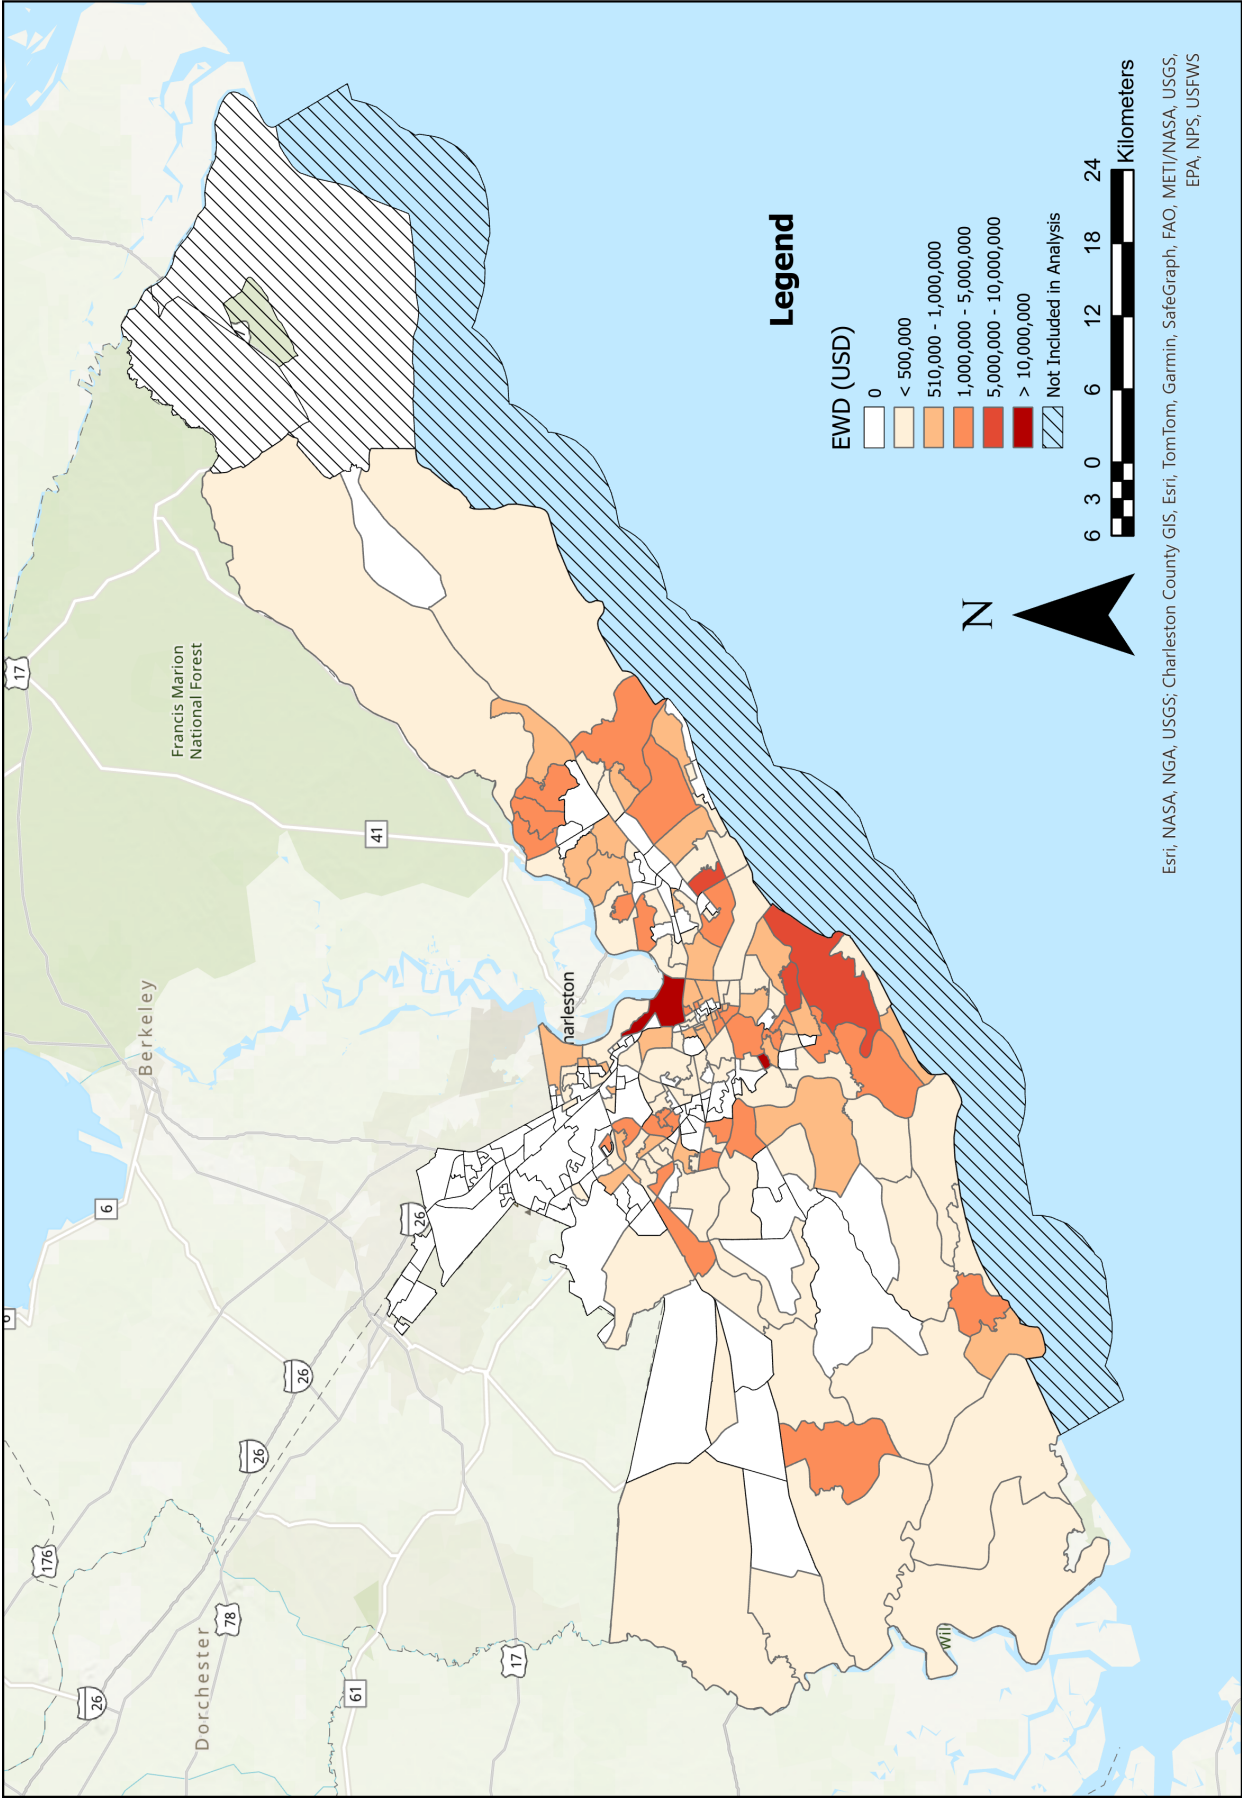 17
Francis Marion
National Forest
41
Berkeley
6
26
26
26
176
78
Dorchester
26
61
17
harleston
Will
N
Legend
EWD (USD)
0
< 500,000
510,000 - 1,000,000
1,000,000 - 5,000,000
5,000,000 - 10,000,000
> 10,000,000
Not Included in Analysis
6 3 0 6 12 18 24
Kilometers
Esri, NASA, NGA, USGS; Charleston County GIS, Esri, TomTom, Garmin, SafeGraph, FAO, METI/NASA, USGS,
EPA, NPS, USFWS